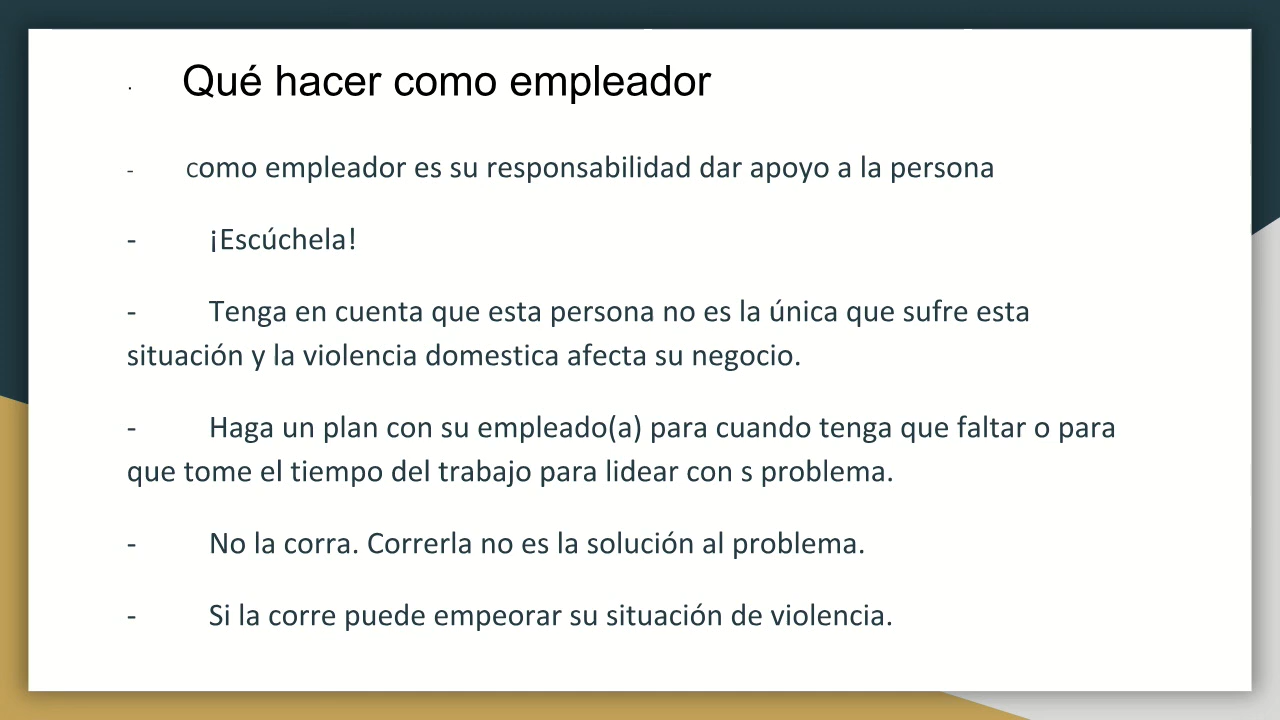 · Qué hacer como empleador
- como empleador es su responsabilidad dar apoyo a la persona
- ¡Escúchela!
- Tenga en cuenta que esta persona no es la única que sufre esta
situación y la violencia domestica afecta su negocio.
- Haga un plan con su empleado(a) para cuando tenga que faltar o para
que tome el tiempo del trabajo para lidear con s problema.
- No la corra. Correrla no es la solución al problema.
- Si la corre puede empeorar su situación de violencia.